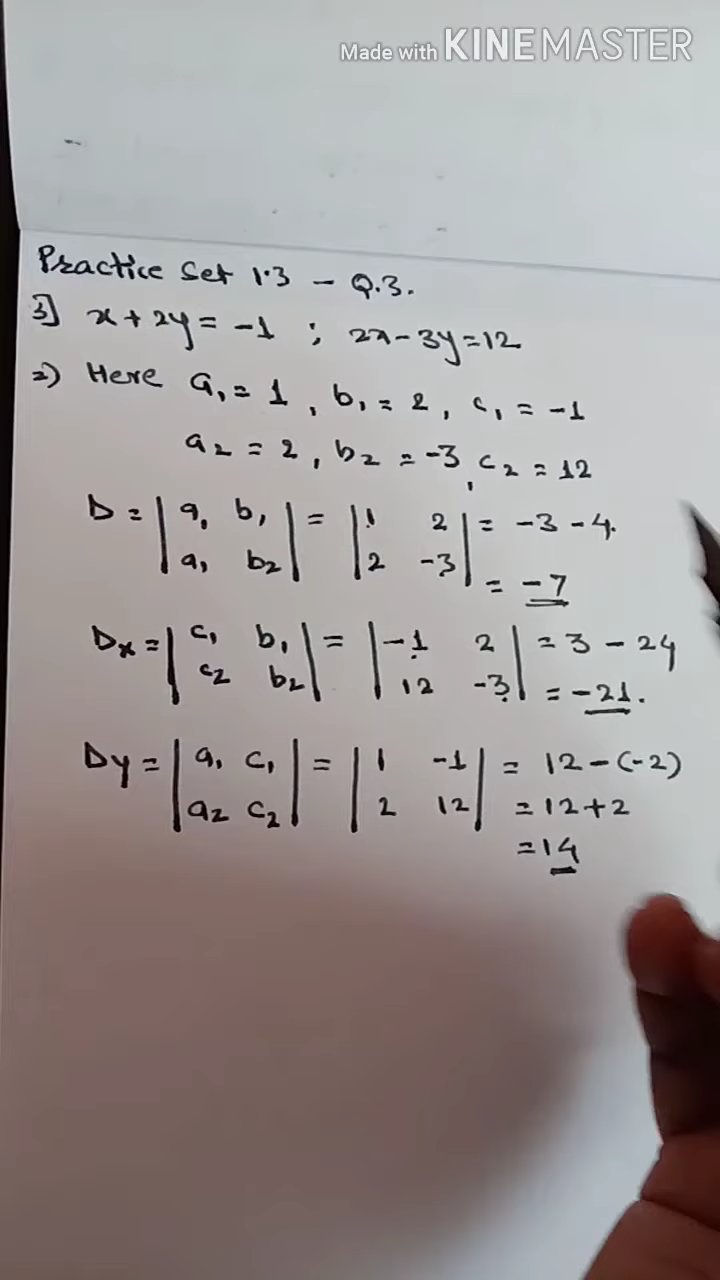 Made with KINEMASTER
Practice Set 1.3 - Q.3.
3] x + 2y = -1 ; 2x - 3y = 12
2) Here a₁ = 1 , b₁ = 2 , c₁ = -1
a₂ = 2 , b₂ = -3 , c₂ = 12
D = | a₁ b₁ | = | 1 2 | = -3 - 4.
| a₁ b₂ | | 2 -3 |
= -7
Dx = | c₁ b₁ | = | -1 2 | = 3 - 24
| c₂ b₂ | | 12 -3 | = -21.
Dy = | a₁ c₁ | = | 1 -1 | = 12 - (-2)
| a₂ c₂ | | 2 12 | = 12 + 2
= 14